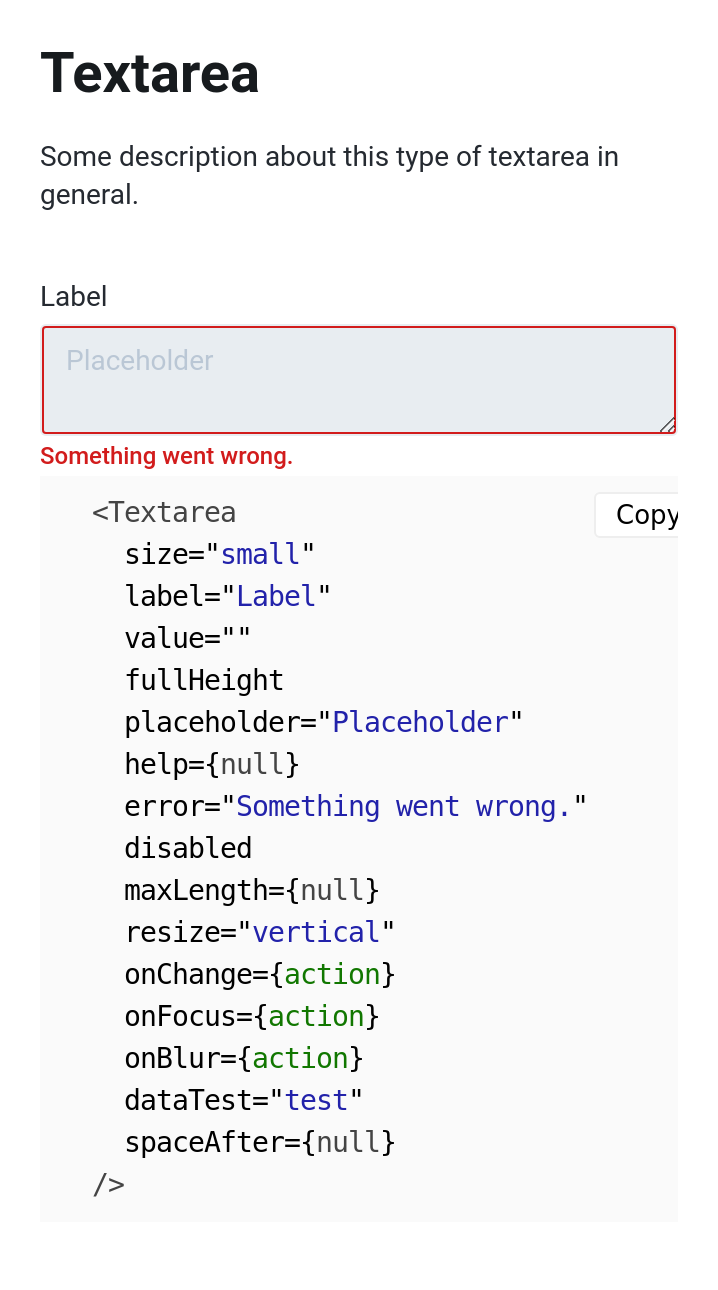 Textarea
Some description about this type of textarea in
general.
Label
Placeholder
Something went wrong.
<Textarea
Copy
size="small"
label="Label"
value=""
fullHeight
placeholder="Placeholder"
help={null}
error="Something went wrong."
disabled
maxLength={null}
resize="vertical"
onChange={action}
onFocus={action}
onBlur={action}
dataTest="test"
spaceAfter={null}
/>